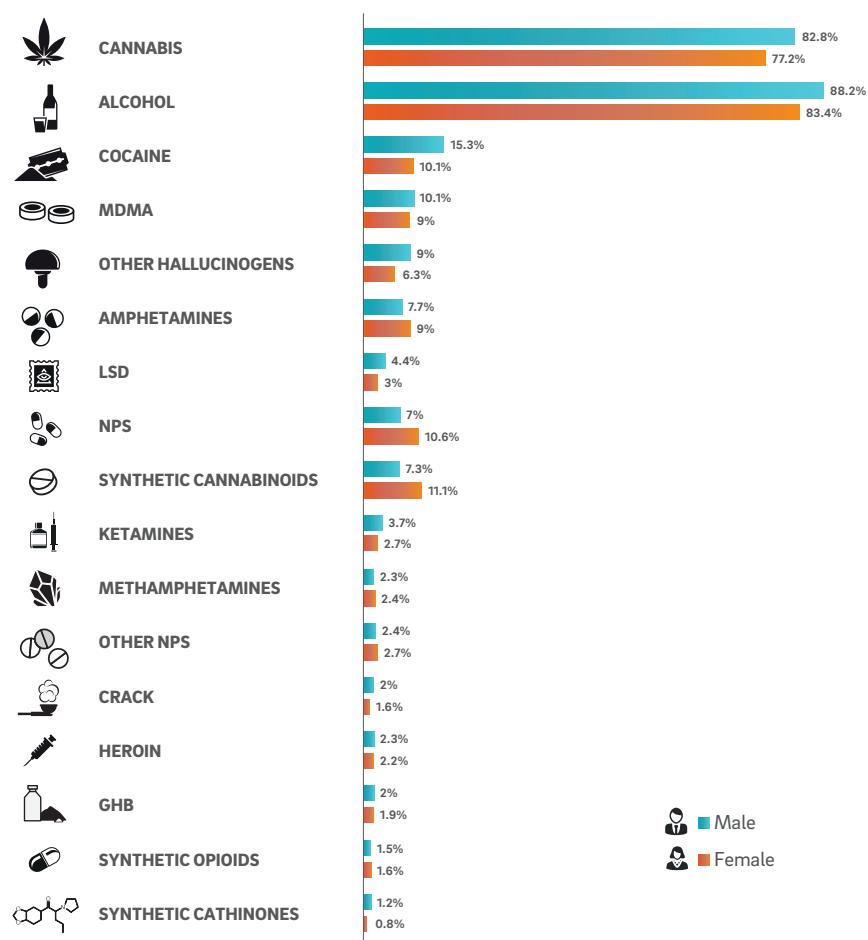 CANNABIS
82.8%
77.2%
ALCOHOL
88.2%
83.4%
COCAINE
15.3%
10.1%
MDMA
10.1%
9%
OTHER HALLUCINOGENS
9%
6.3%
AMPHETAMINES
7.7%
9%
LSD
4.4%
3%
NPS
7%
10.6%
SYNTHETIC CANNABINOIDS
7.3%
11.1%
KETAMINES
3.7%
2.7%
METHAMPHETAMINES
2.3%
2.4%
OTHER NPS
2.4%
2.7%
CRACK
2%
1.6%
HEROIN
2.3%
2.2%
GHB
2%
1.9%
SYNTHETIC OPIOIDS
1.5%
1.6%
SYNTHETIC CATHINONES
1.2%
0.8%
Male
Female